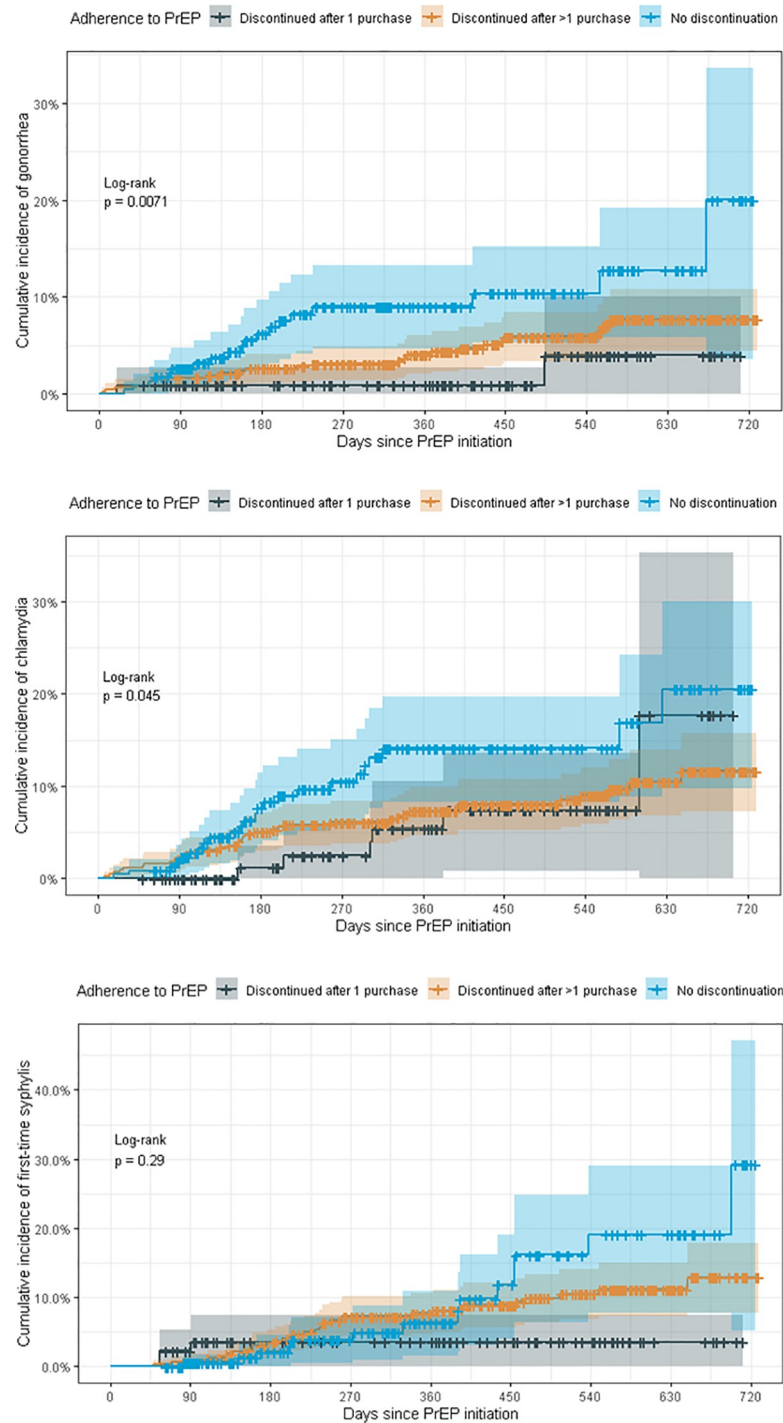 Adherence to PrEP Discontinued after 1 purchase Discontinued after >1 purchase No discontinuation
30%
20%
10%
0%
Cumulative incidence of gonorrhea
Log-rank
p = 0.0071
0 90 180 270 360 450 540 630 720
Days since PrEP initiation
Adherence to PrEP Discontinued after 1 purchase Discontinued after >1 purchase No discontinuation
30%
20%
10%
0%
Cumulative incidence of chlamydia
Log-rank
p = 0.045
0 90 180 270 360 450 540 630 720
Days since PrEP initiation
Adherence to PrEP Discontinued after 1 purchase Discontinued after >1 purchase No discontinuation
40.0%
30.0%
20.0%
10.0%
0.0%
Cumulative incidence of first-time syphylis
Log-rank
p = 0.29
0 90 180 270 360 450 540 630 720
Days since PrEP initiation